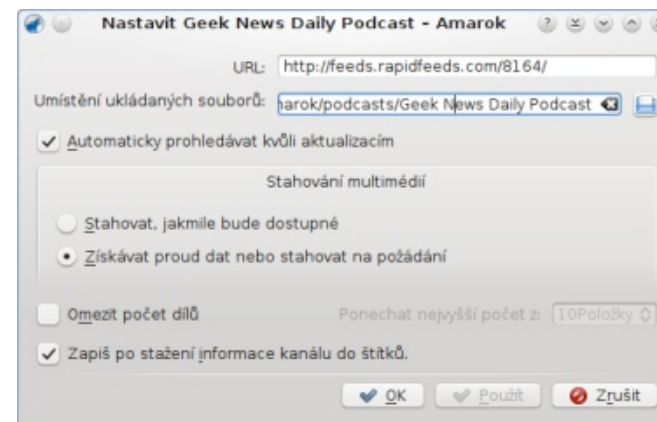 Nastavit Geek News Daily Podcast - Amarok
URL: http://feeds.rapidfeeds.com/8164/
Umístění ukládaných souborů: narok/podcasts/Geek News Daily Podcast
Automaticky prohledávat kvůli aktualizacím
Stahování multimédií
Stahovat, jakmile bude dostupné
Získávat proud dat nebo stahovat na požádání
Omezit počet dílů Ponechat nejvyšší počet z: 10Položky
Zapiš po stažení informace kanálu do štítků.
OK Použít Zrušit